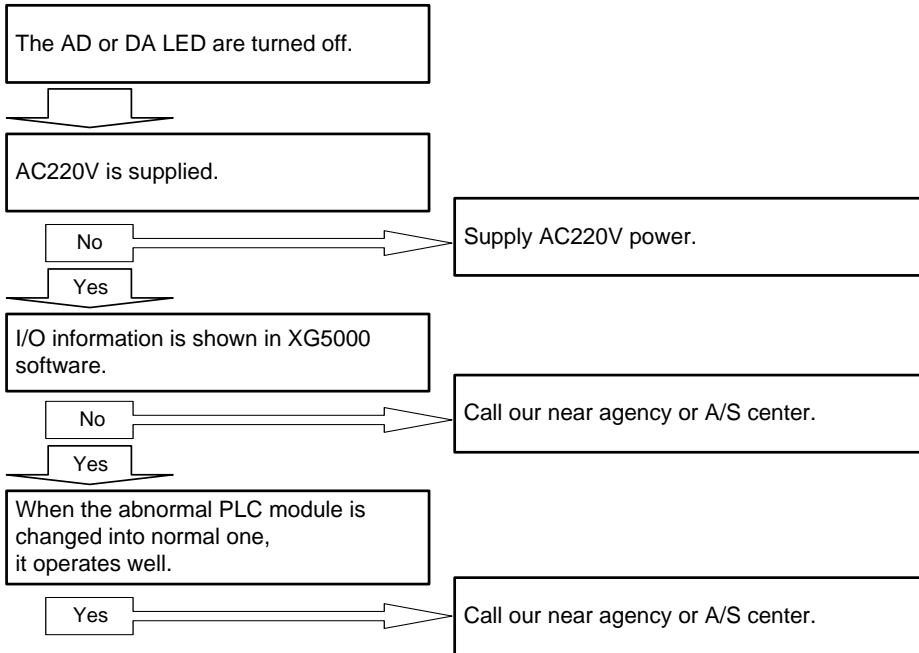 The AD or DA LED are turned off.
AC220V is supplied.
No
Supply AC220V power.
Yes
I/O information is shown in XG5000
software.
No
Call our near agency or A/S center.
Yes
When the abnormal PLC module is
changed into normal one,
it operates well.
Yes
Call our near agency or A/S center.